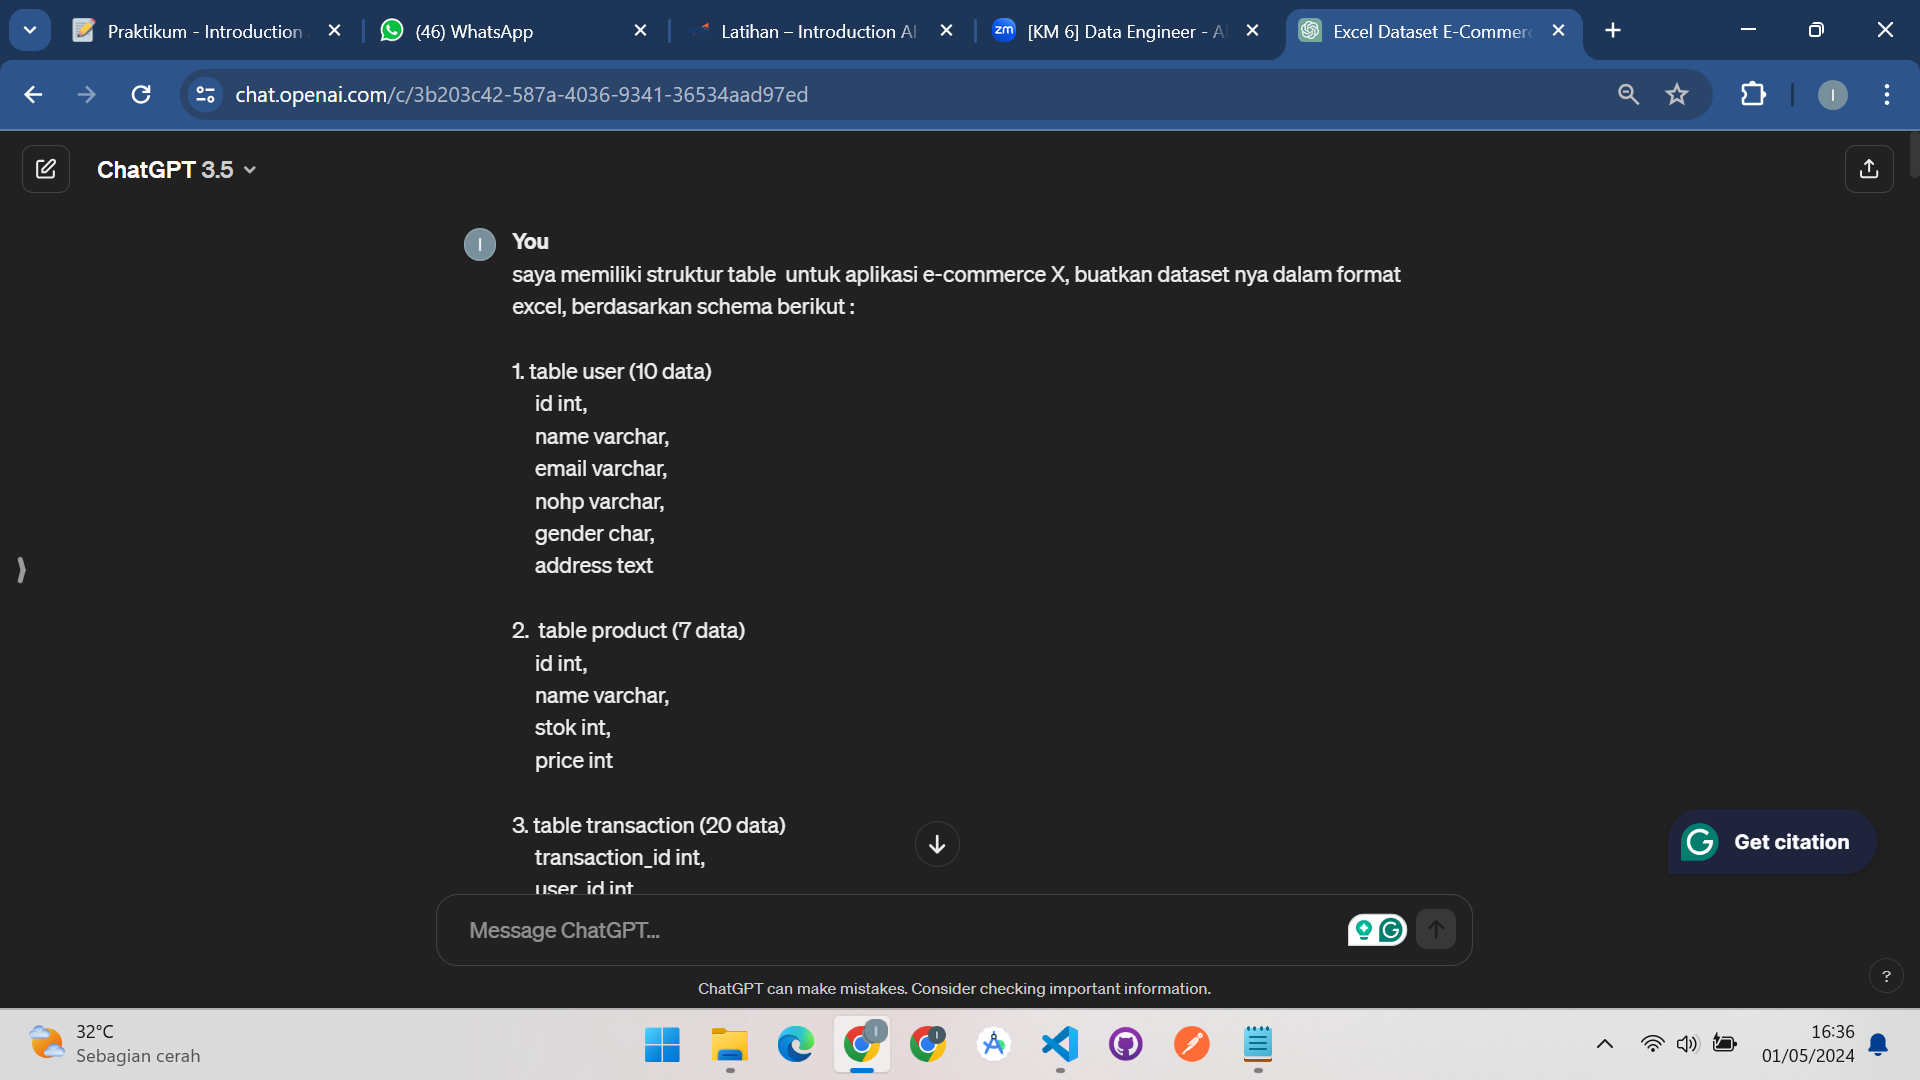 Praktikum - Introduction
(46) WhatsApp
Latihan – Introduction AI
zm
[KM 6] Data Engineer - A
Excel Dataset E-Commerc
chat.openai.com/c/3b203c42-587a-4036-9341-36534aad97ed
I
ChatGPT 3.5
I
You
saya memiliki struktur table  untuk aplikasi e-commerce X, buatkan dataset nya dalam format
excel, berdasarkan schema berikut :
1. table user (10 data)
id int,
name varchar,
email varchar,
nohp varchar,
gender char,
address text
2.  table product (7 data)
id int,
name varchar,
stok int,
price int
3. table transaction (20 data)
transaction_id int,
user_id int
Get citation
Message ChatGPT...
ChatGPT can make mistakes. Consider checking important information.
?
32°C
Sebagian cerah
I
I
16:36
01/05/2024